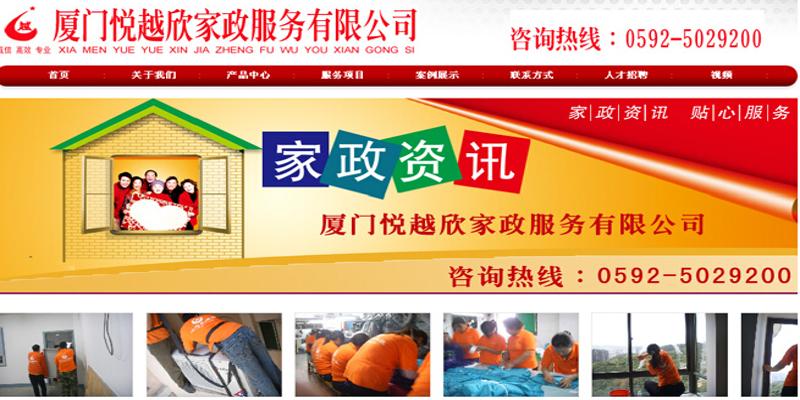 厦门悦越欣家政服务有限公司
XIA MEN YUE YUE XIN JIA ZHENG FU WU YOU XIAN GONG SI
高效 专业
咨询热线：0592-5029200
首页 关于我们 产品中心 服务项目 案例展示 联系方式 人才招聘 视频
家|政|资|讯 贴|心|服|务
家政资讯
厦门悦越欣家政服务有限公司
咨询热线：0592-5029200